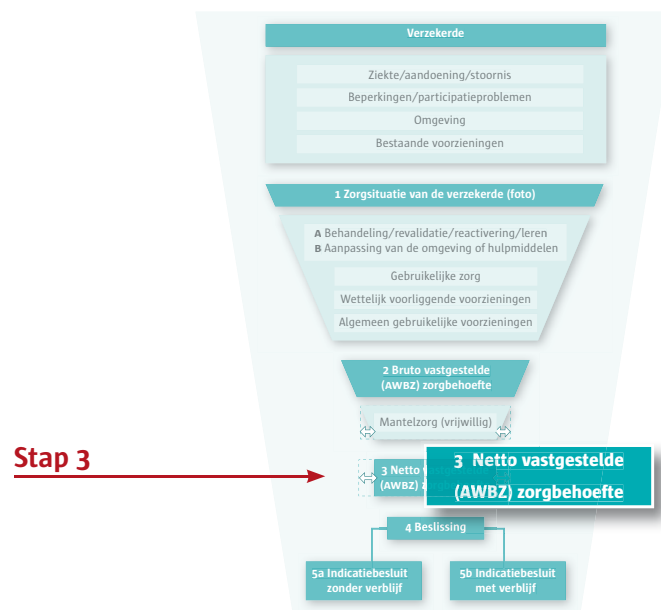 Verzekerde
Ziekte/aandoening/stoornis
Beperkingen/participatieproblemen
Omgeving
Bestaande voorzieningen
1 Zorgsituatie van de verzekerde (foto)
A Behandeling/revalidatie/reactivering/leren
B Aanpassing van de omgeving of hulpmiddelen
Gebruikelijke zorg
Wettelijk voorliggende voorzieningen
Algemeen gebruikelijke voorzieningen
2 Bruto vastgestelde
(AWBZ) zorgbehoefte
Mantelzorg (vrijwillig)
Stap 3
3 Netto
(AWBZ)
3 Netto vastgestelde
(AWBZ) zorgbehoefte
4 Beslissing
5a Indicatiebesluit
zonder verblijf
5b Indicatiebesluit
met verblijf